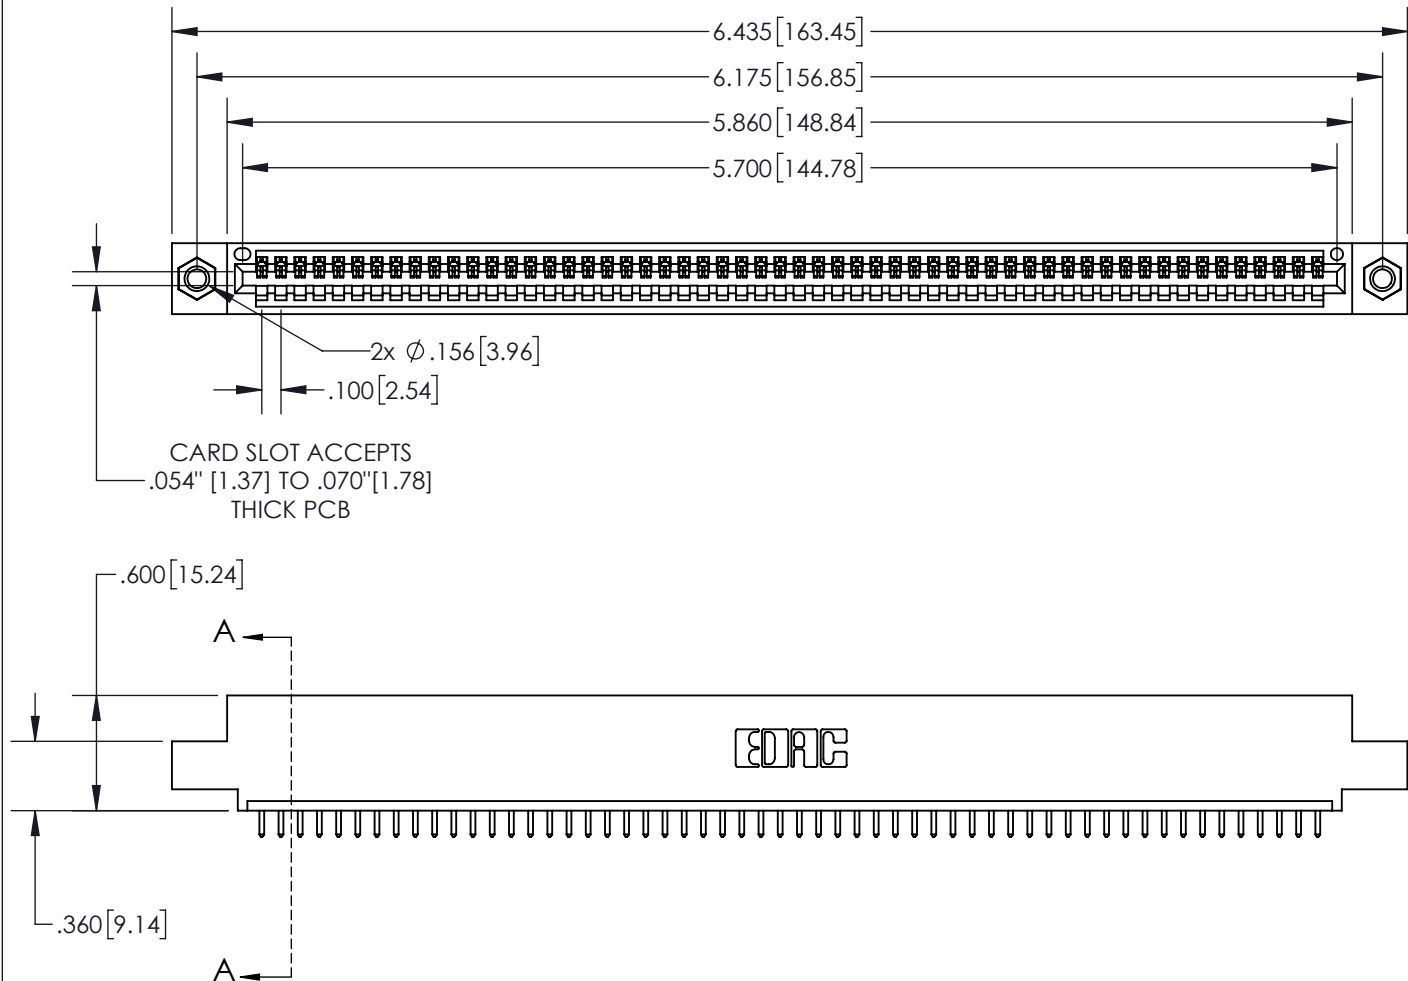 6.435[163.45]
6.175[156.85]
5.860[148.84]
5.700[144.78]
2x Ø.156[3.96]
.100[2.54]
CARD SLOT ACCEPTS
.054" [1.37] TO .070"[1.78]
THICK PCB
.600[15.24]
A
EDAC
.360[9.14]
A